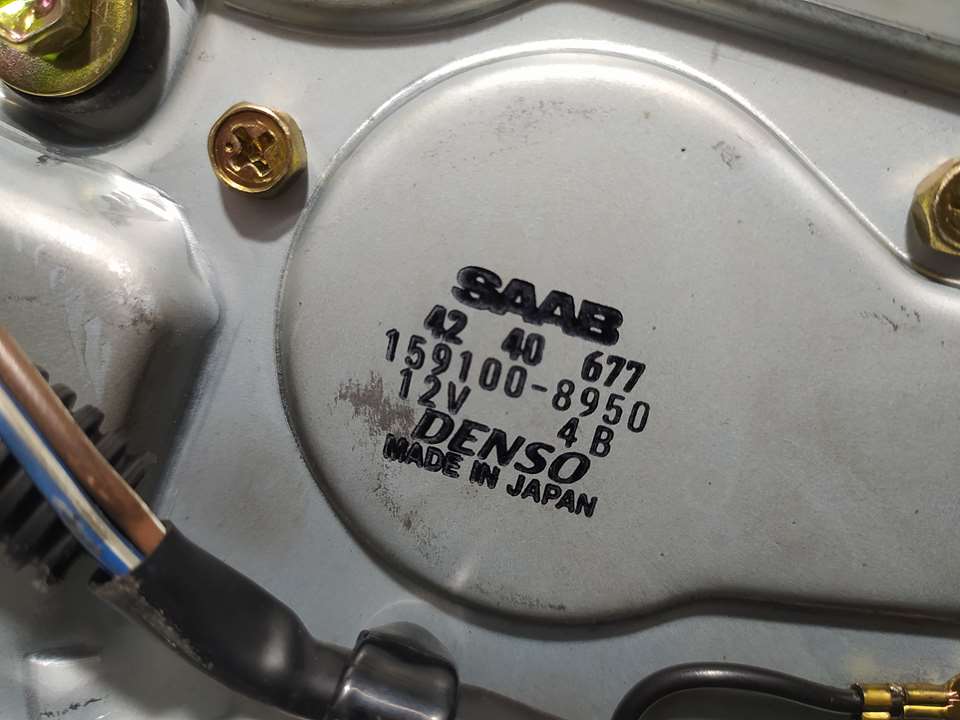 SAAB
42 40 677
159100-8950
12V 4B
DENSO
MADE IN JAPAN